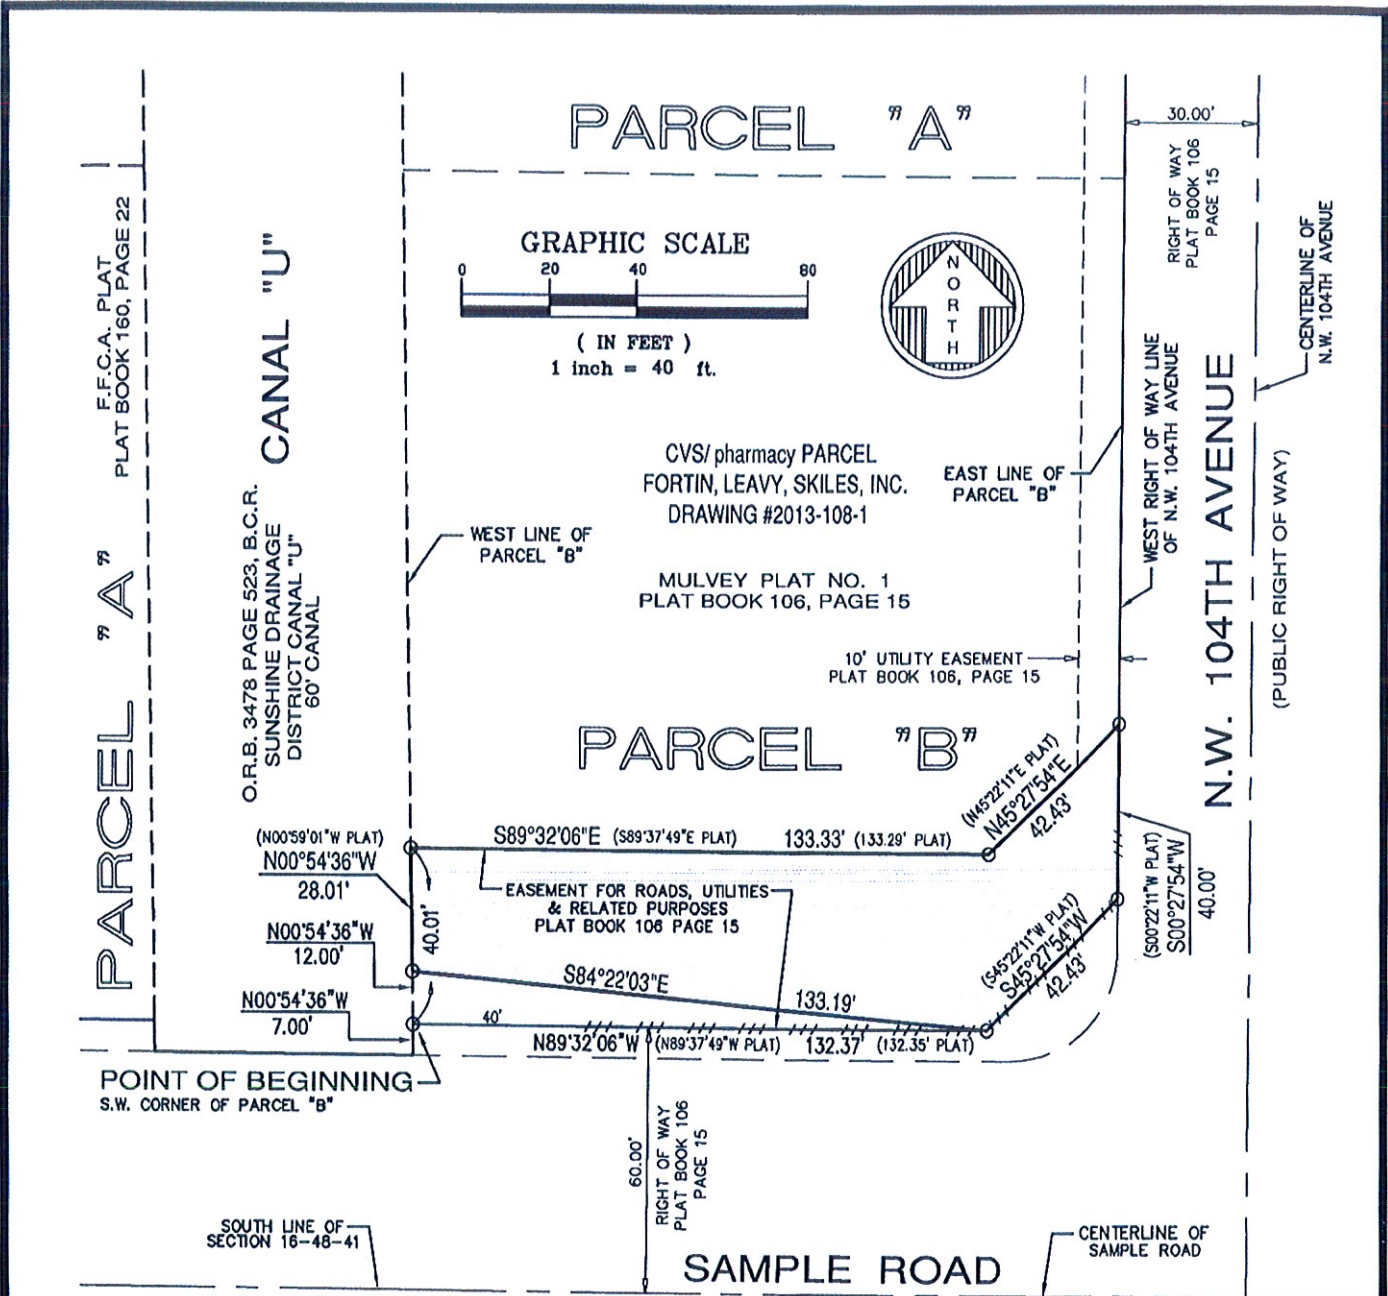 PARCEL "A"
30.00'
RIGHT OF WAY
PLAT BOOK 106
PAGE 15
CENTERLINE OF
N.W. 104TH AVENUE
F.F.C.A. PLAT
PLAT BOOK 160, PAGE 22
CANAL "U"
GRAPHIC SCALE
0 20 40 80
( IN FEET )
1 inch = 40 ft.
NORTH
CVS/ pharmacy PARCEL
FORTIN, LEAVY, SKILES, INC.
DRAWING #2013-108-1
EAST LINE OF
PARCEL "B"
WEST RIGHT OF WAY LINE
OF N.W. 104TH AVENUE
N.W. 104TH AVENUE
(PUBLIC RIGHT OF WAY)
O.R.B. 3478 PAGE 523, B.C.R.
SUNSHINE DRAINAGE
DISTRICT CANAL "U"
60' CANAL
WEST LINE OF
PARCEL "B"
MULVEY PLAT NO. 1
PLAT BOOK 106, PAGE 15
10' UTILITY EASEMENT
PLAT BOOK 106, PAGE 15
PARCEL "A"
PARCEL "B"
(N45°22'11"E PLAT)
N45°27'54"E
42.43'
(N00°59'01"W PLAT)
N00°54'36"W
28.01'
S89°32'06"E (S89°37'49"E PLAT) 133.33' (133.29' PLAT)
EASEMENT FOR ROADS, UTILITIES
& RELATED PURPOSES
PLAT BOOK 106 PAGE 15
40.01'
N00°54'36"W
12.00'
(S00°22'11"W PLAT)
S00°27'54"W
40.00'
(S45°22'11"W PLAT)
S45°27'54"W
42.43'
S84°22'03"E
133.19'
N00°54'36"W
7.00'
40'
N89°32'06"W (N89°37'49"W PLAT) 132.37' (132.35' PLAT)
POINT OF BEGINNING
S.W. CORNER OF PARCEL "B"
60.00'
RIGHT OF WAY
PLAT BOOK 106
PAGE 15
SOUTH LINE OF
SECTION 16-48-41
CENTERLINE OF
SAMPLE ROAD
SAMPLE ROAD